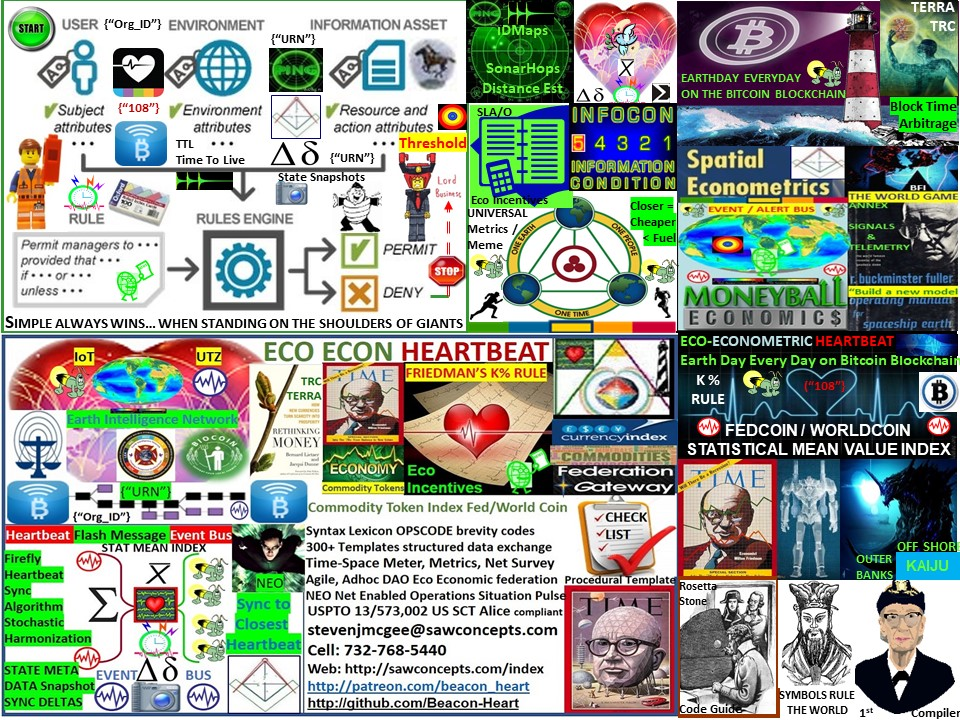 START
USER
{"Org_ID"}
ENVIRONMENT
INFORMATION ASSET
{"URN"}
Subject
attributes
{"108"}
Environment
attributes
Resource and
action attributes
Threshold
TTL
Time To Live
Δ δ
{"URN"}
State Snapshots
Lord
Business
RULE
RULES ENGINE
Permit managers to • • •
provided that • • •
if • • • or • • •
unless • • •
PERMIT
DENY
STOP
SIMPLE ALWAYS WINS... WHEN STANDING ON THE SHOULDERS OF GIANTS
IDMaps
SonarHops
Distance Est
Δ δ
SLA/O
Eco Incentives
INFOCON
5 4 3 2 1
INFORMATION
CONDITION
UNIVERSAL
Metrics /
Meme
Closer =
Cheaper
< Fuel
ONE EARTH
ONE PEOPLE
ONE TIME
EARTHDAY EVERYDAY
ON THE BITCOIN BLOCKCHAIN
TERRA
TRC
Block Time
Arbitrage
Spatial
Econometrics
BFI
THE WORLD GAME
EVENT / ALERT BUS
ANNEX
SIGNALS
&
TELEMETRY
r. buckminster fuller
"Build a new model
operating manual
for
spaceship earth
MONEYBALL
ECONOMICS
ECO ECON HEARTBEAT
IoT
UTZ
Earth Intelligence Network
BIOCOIN
{"URN"}
{"Org_ID"}
TRC
TERRA
RETHINKING
MONEY
TIME
ECONOMY
Commodity Tokens
FRIEDMAN'S K% RULE
Eco
Incentives
currencyindex
COMMODITIES
Federation
Gateway
Heartbeat Flash Message Event Bus
STAT MEAN INDEX
Firefly
Heartbeat
Sync
Algorithm
Stochastic
Harmonization
Σ
STATE META
DATA Snapshot
SYNC DELTAS
EVENT Δ δ BUS
NEO
Sync to
Closest
Heartbeat
Commodity Token Index Fed/World Coin
Syntax Lexicon OPSCODE brevity codes
300+ Templates structured data exchange
Time-Space Meter, Metrics, Net Survey
Agile, Adhoc DAO Eco Economic federation
NEO Net Enabled Operations Situation Pulse
USPTO 13/573,002 US SCT Alice compliant
stevenjmcgee@sawconcepts.com
Cell: 732-768-5440
Web: http://sawconcepts.com/index
http://patreon.com/beacon_heart
http://github.com/Beacon-Heart
CHECK
LIST
Procedural Template
TIME
ECO-ECONOMETRIC HEARTBEAT
Earth Day Every Day on Bitcoin Blockchain
K %
RULE
{"108"}
FEDCOIN / WORLDCOIN
STATISTICAL MEAN VALUE INDEX
TIME
OUTER
BANKS
OFF SHORE
KAIJU
Rosetta
Stone
Code Guide
SYMBOLS RULE
THE WORLD
1st
Compiler